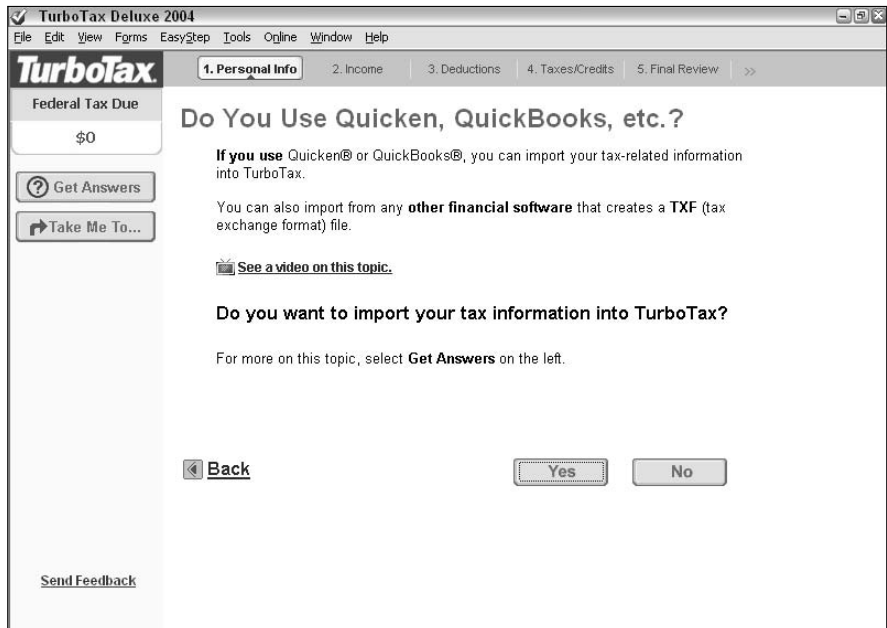 TurboTax Deluxe 2004
File Edit View Forms EasyStep Tools Online Window Help
TurboTax.
1. Personal Info 2. Income 3. Deductions 4. Taxes/Credits 5. Final Review >>
Federal Tax Due
$0
Get Answers
Take Me To...
Do You Use Quicken, QuickBooks, etc.?
If you use Quicken® or QuickBooks®, you can import your tax-related information
into TurboTax.
You can also import from any other financial software that creates a TXF (tax
exchange format) file.
See a video on this topic.
Do you want to import your tax information into TurboTax?
For more on this topic, select Get Answers on the left.
Back
Yes No
Send Feedback